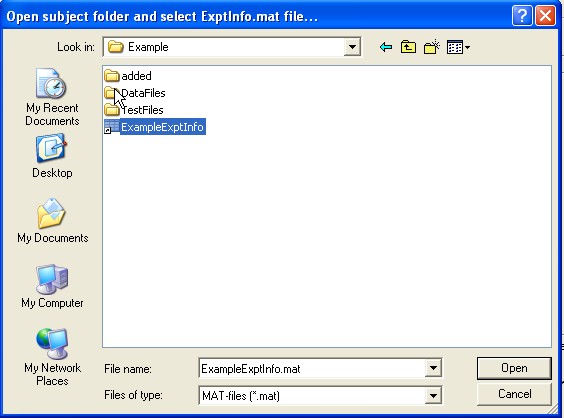 Open subject folder and select ExptInfo.mat file...
Look in:
Example
My Recent
Documents
Desktop
My Documents
My Computer
My Network
Places
added
DataFiles
TestFiles
ExampleExptInfo
File name:
ExampleExptInfo.mat
Open
Files of type:
MAT-files (*.mat)
Cancel